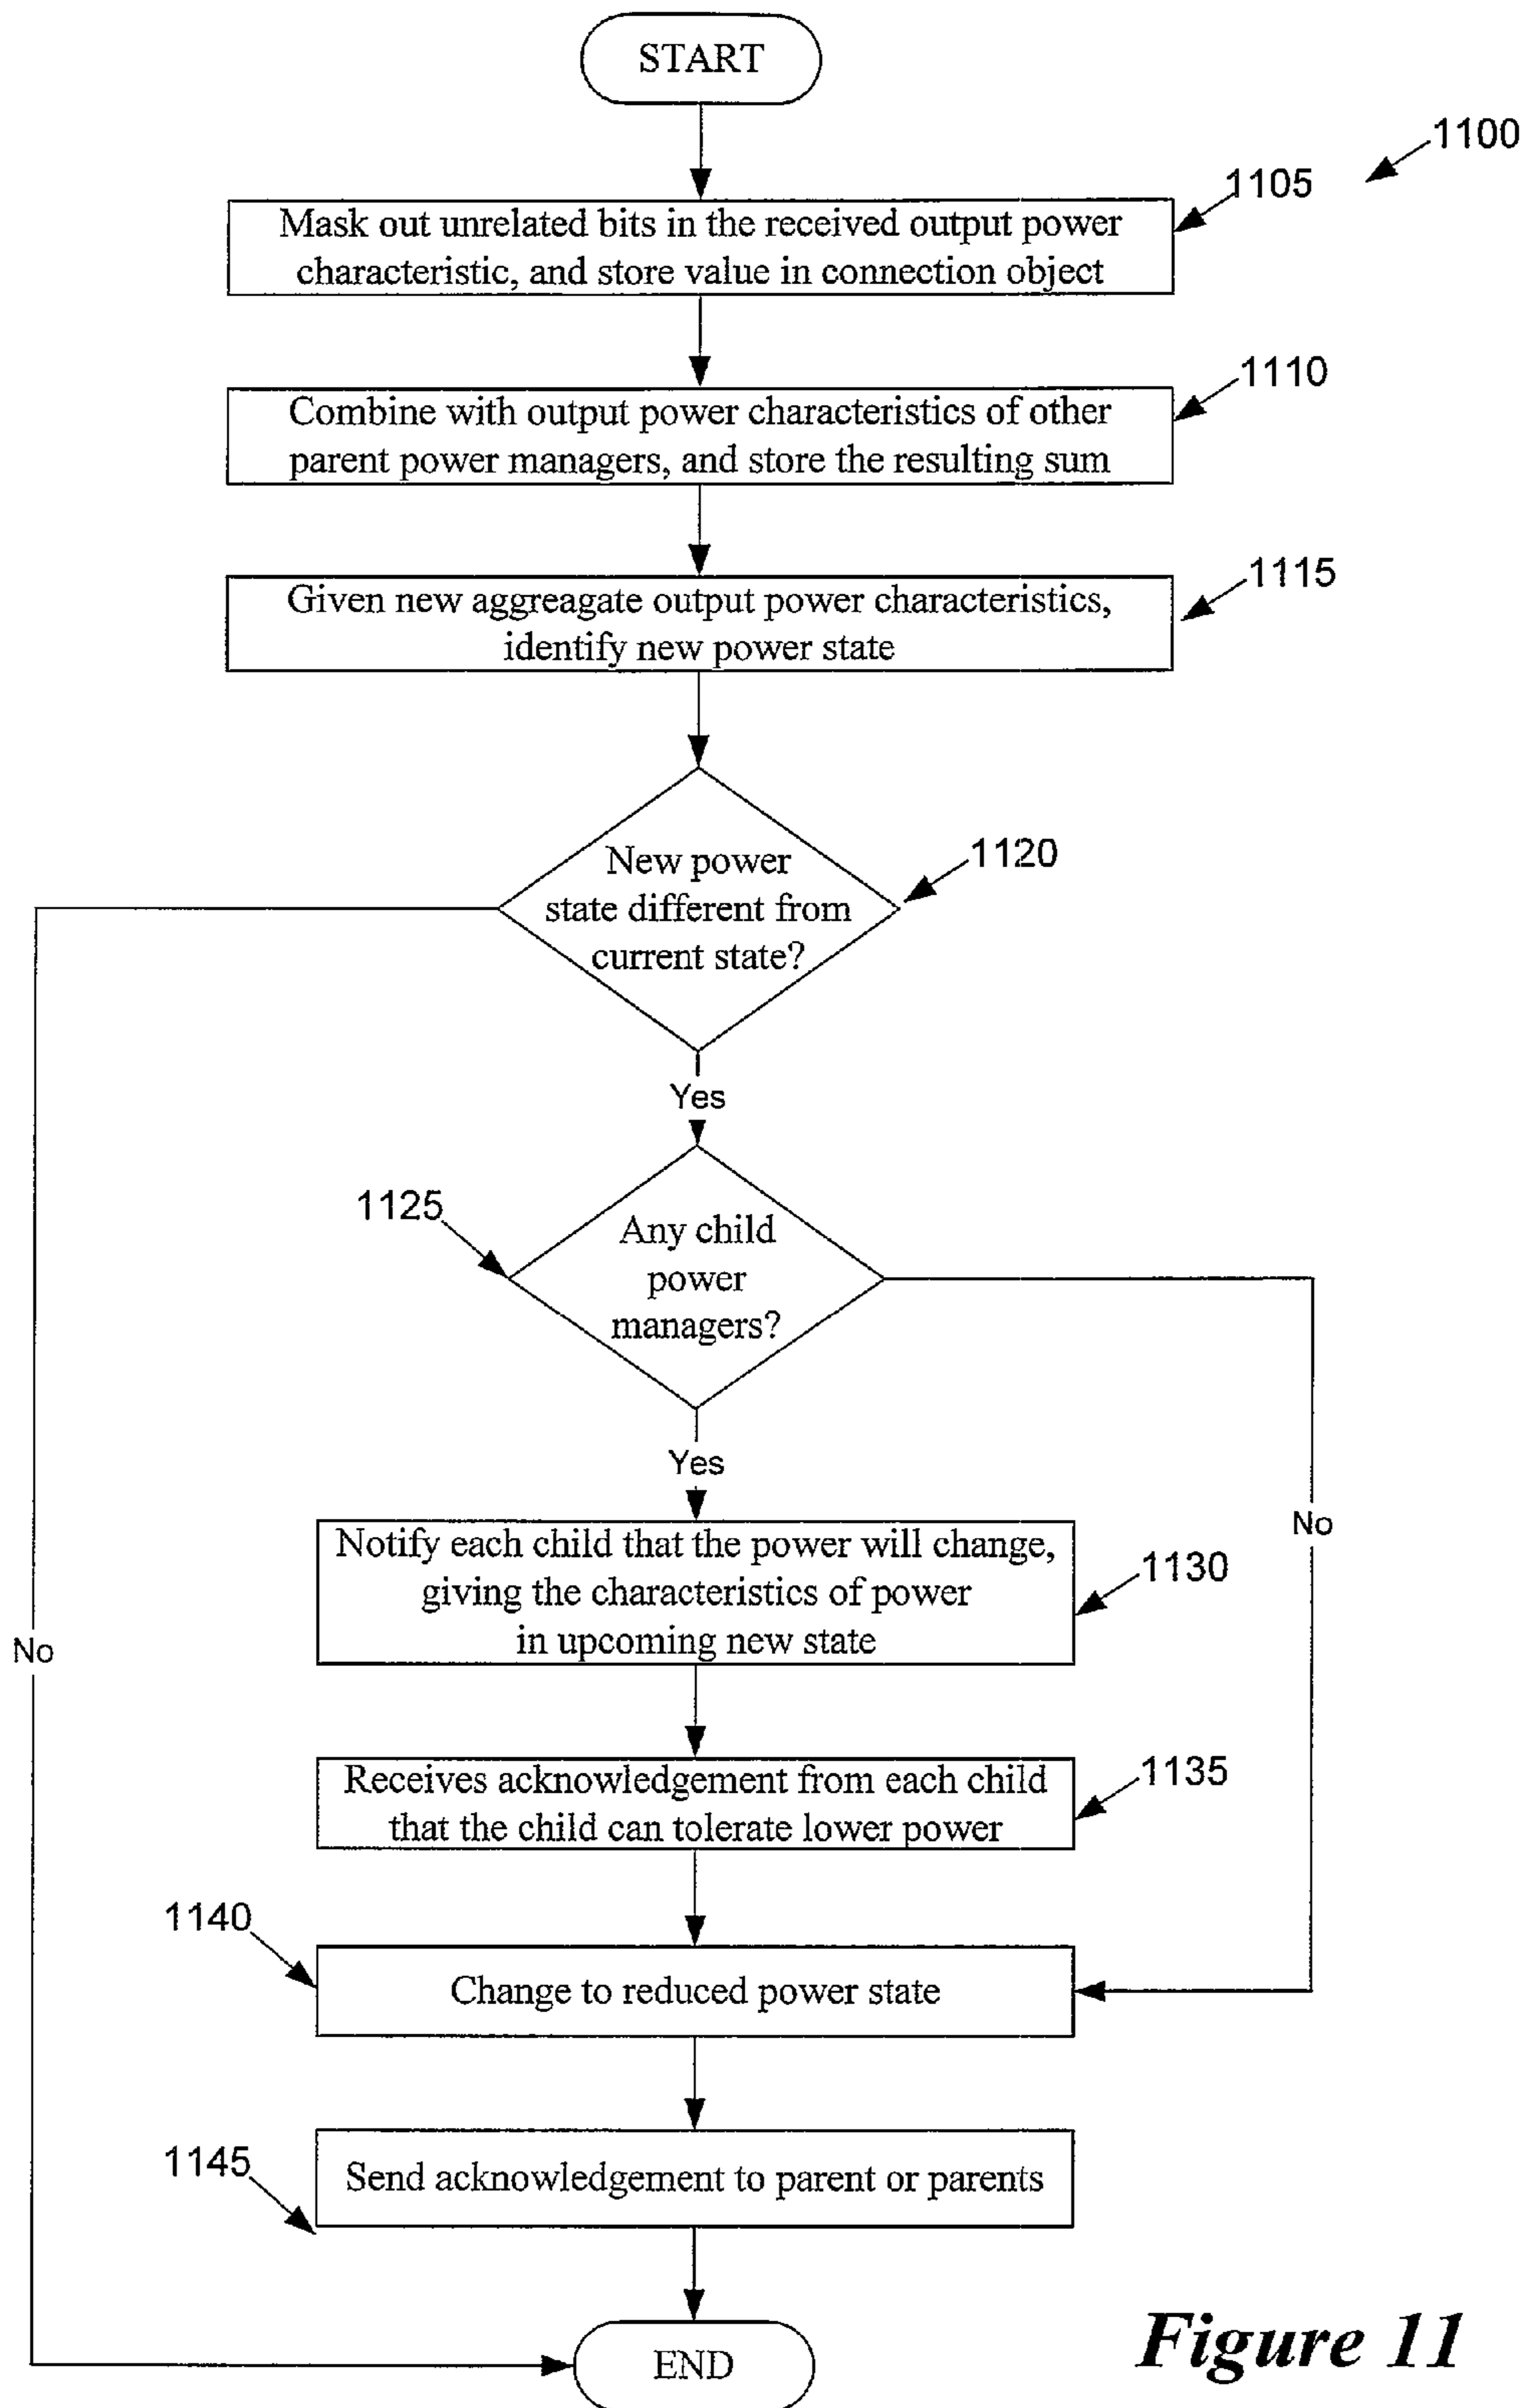 START
1100
1105
Mask out unrelated bits in the received output power
characteristic, and store value in connection object
1110
Combine with output power characteristics of other
parent power managers, and store the resulting sum
1115
Given new aggreagate output power characteristics,
identify new power state
New power
state different from
current state?
1120
Yes
1125
Any child
power
managers?
Yes
No
Notify each child that the power will change,
giving the characteristics of power
in upcoming new state
1130
No
Receives acknowledgement from each child
that the child can tolerate lower power
1135
1140
Change to reduced power state
1145
Send acknowledgement to parent or parents
END
Figure 11